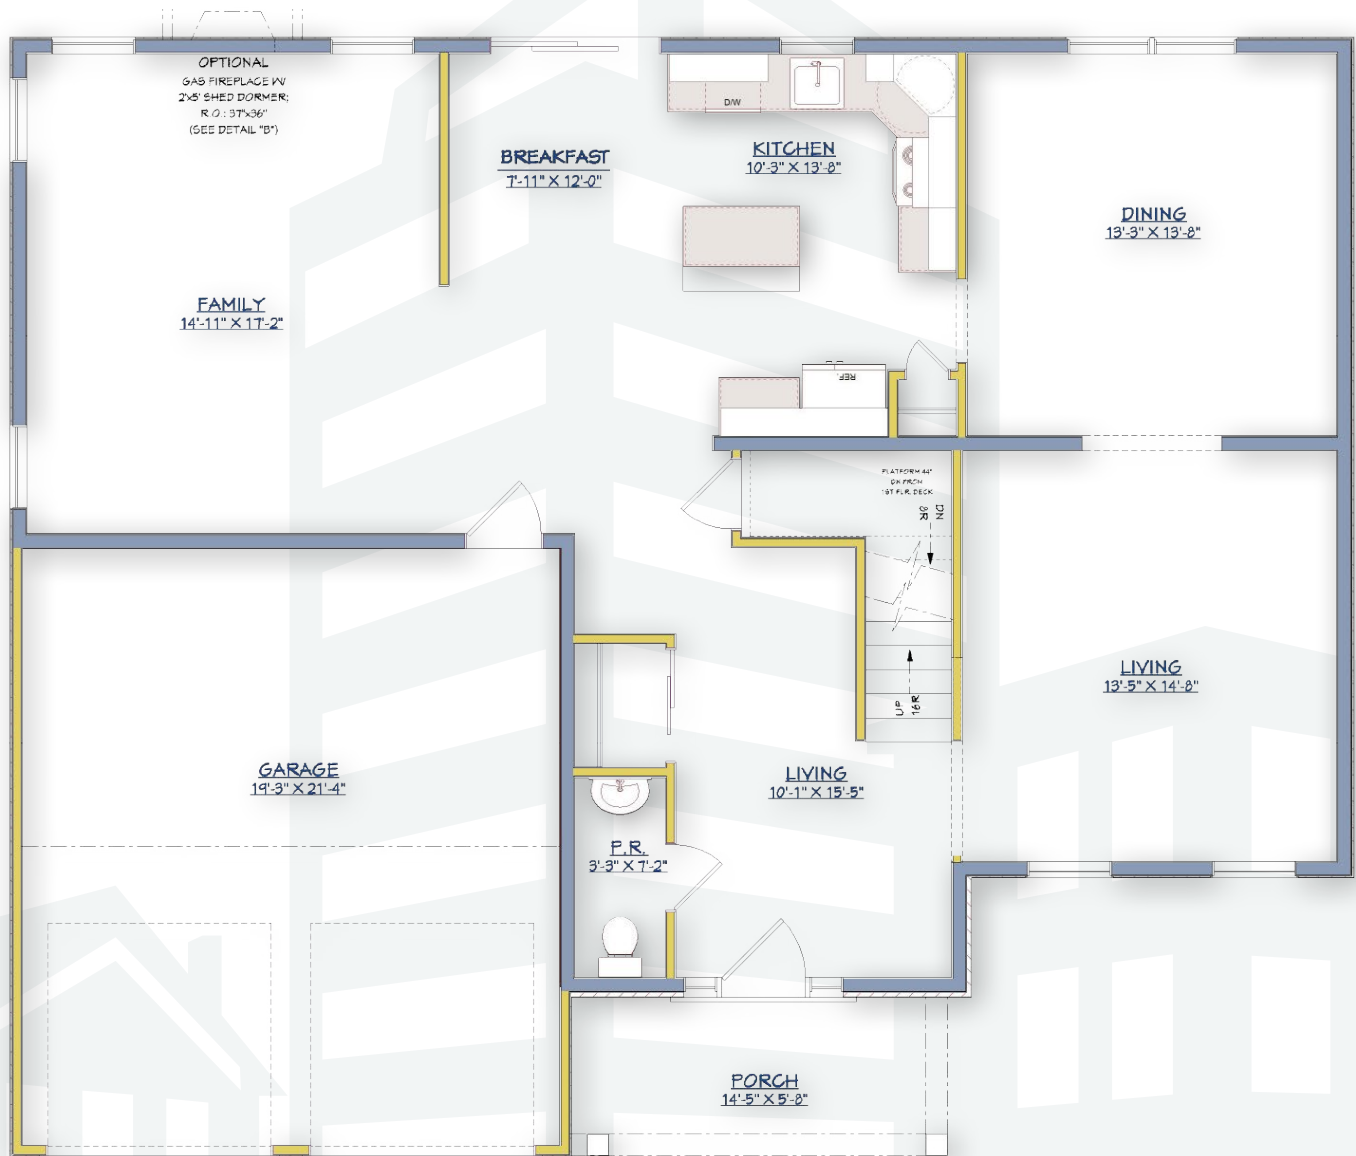 OPTIONAL
GAS FIREPLACE W/
2'x5' SHED DORMER;
R.O.: 37"x36"
(SEE DETAIL "B")
D/W
BREAKFAST
7'-11" X 12'-0"
KITCHEN
10'-3" X 13'-8"
DINING
13'-3" X 13'-8"
FAMILY
14'-11" X 17'-2"
REF.
PLATFORM 44"
DN FROM
1ST FLR. DECK
DN
8R
LIVING
13'-5" X 14'-8"
UP
16R
GARAGE
19'-3" X 21'-4"
LIVING
10'-1" X 15'-5"
P.R.
3'-3" X 7'-2"
PORCH
14'-5" X 5'-8"